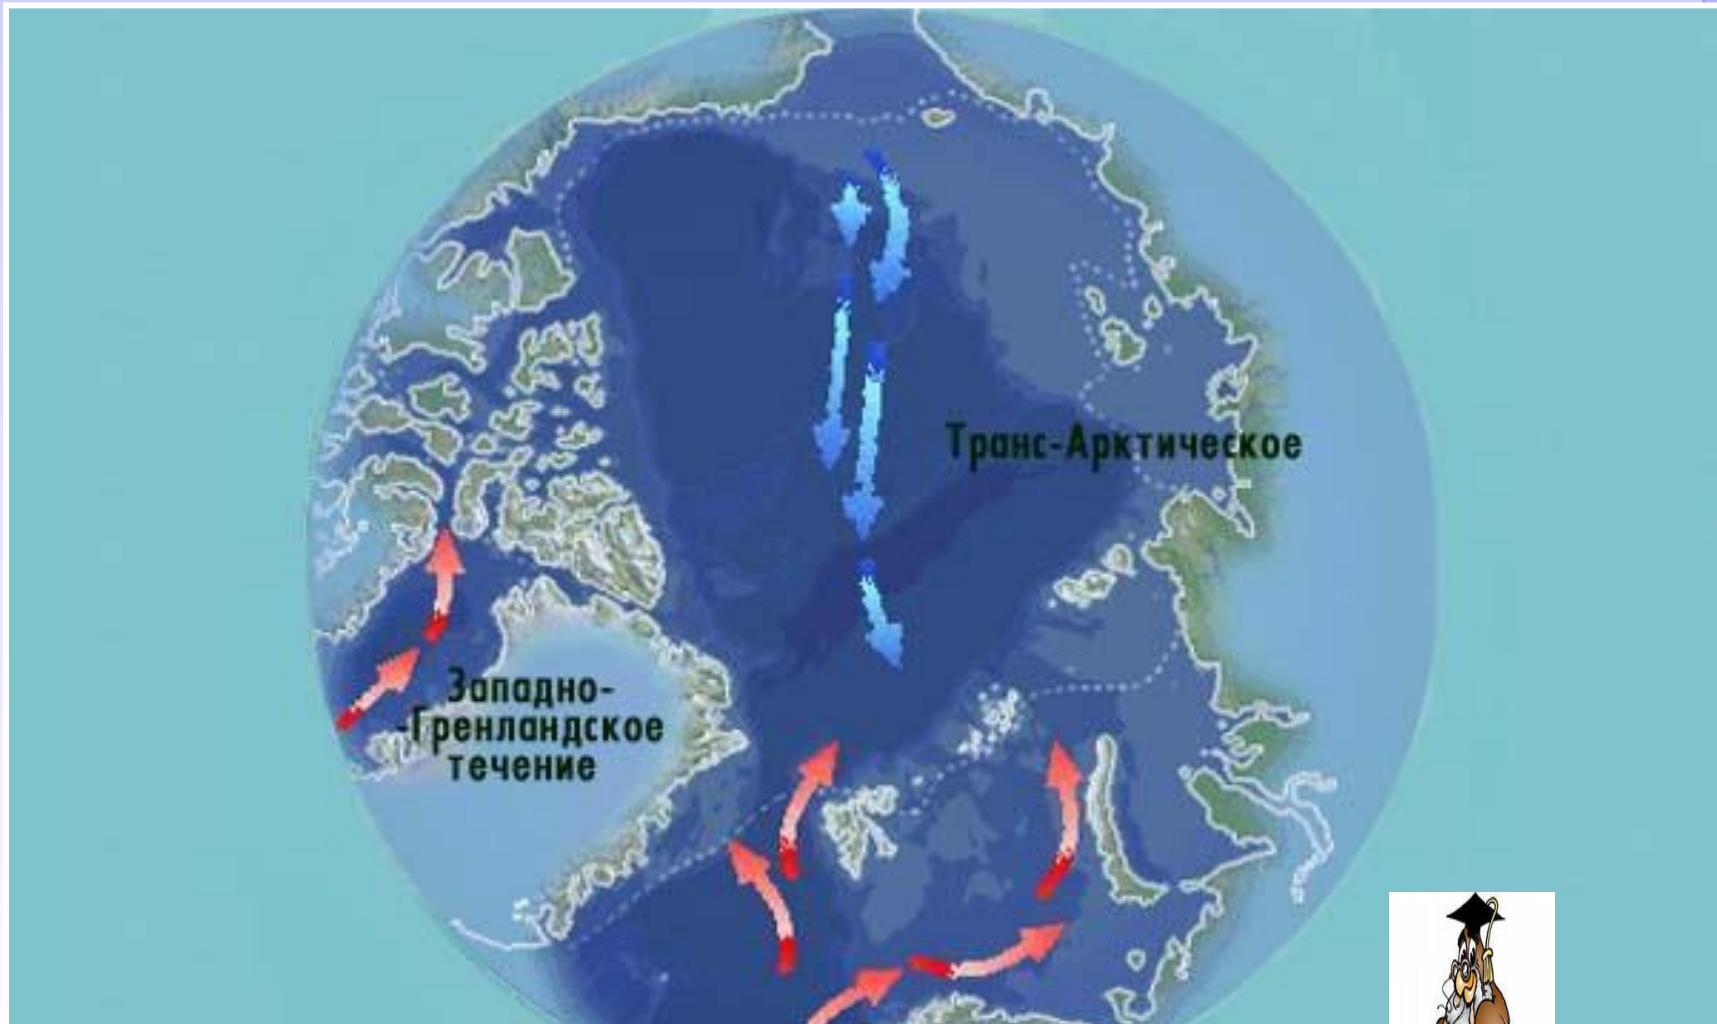 Транс-Арктическое
Западно-
-Гренландское
течение